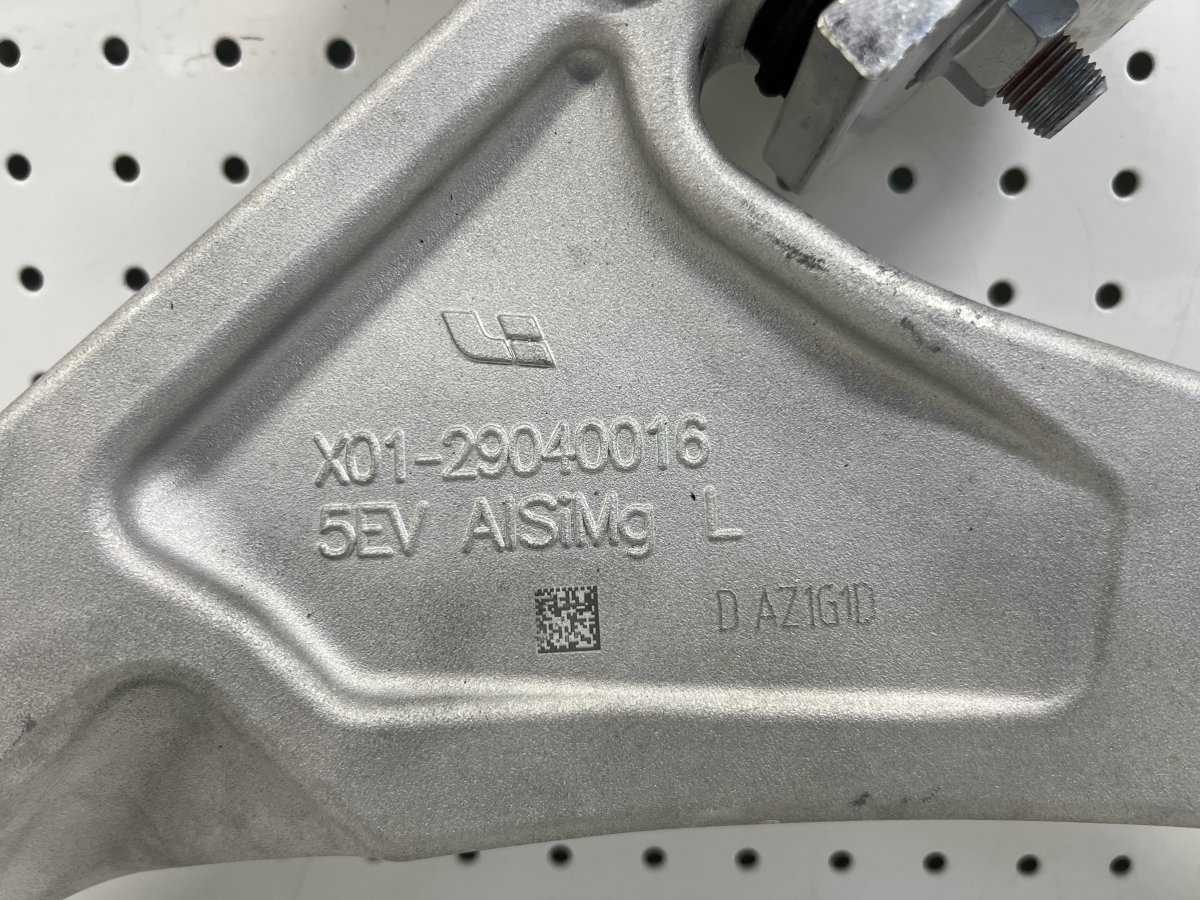 X01-29040016
5EV AlSiMg L
D AZ1G1D